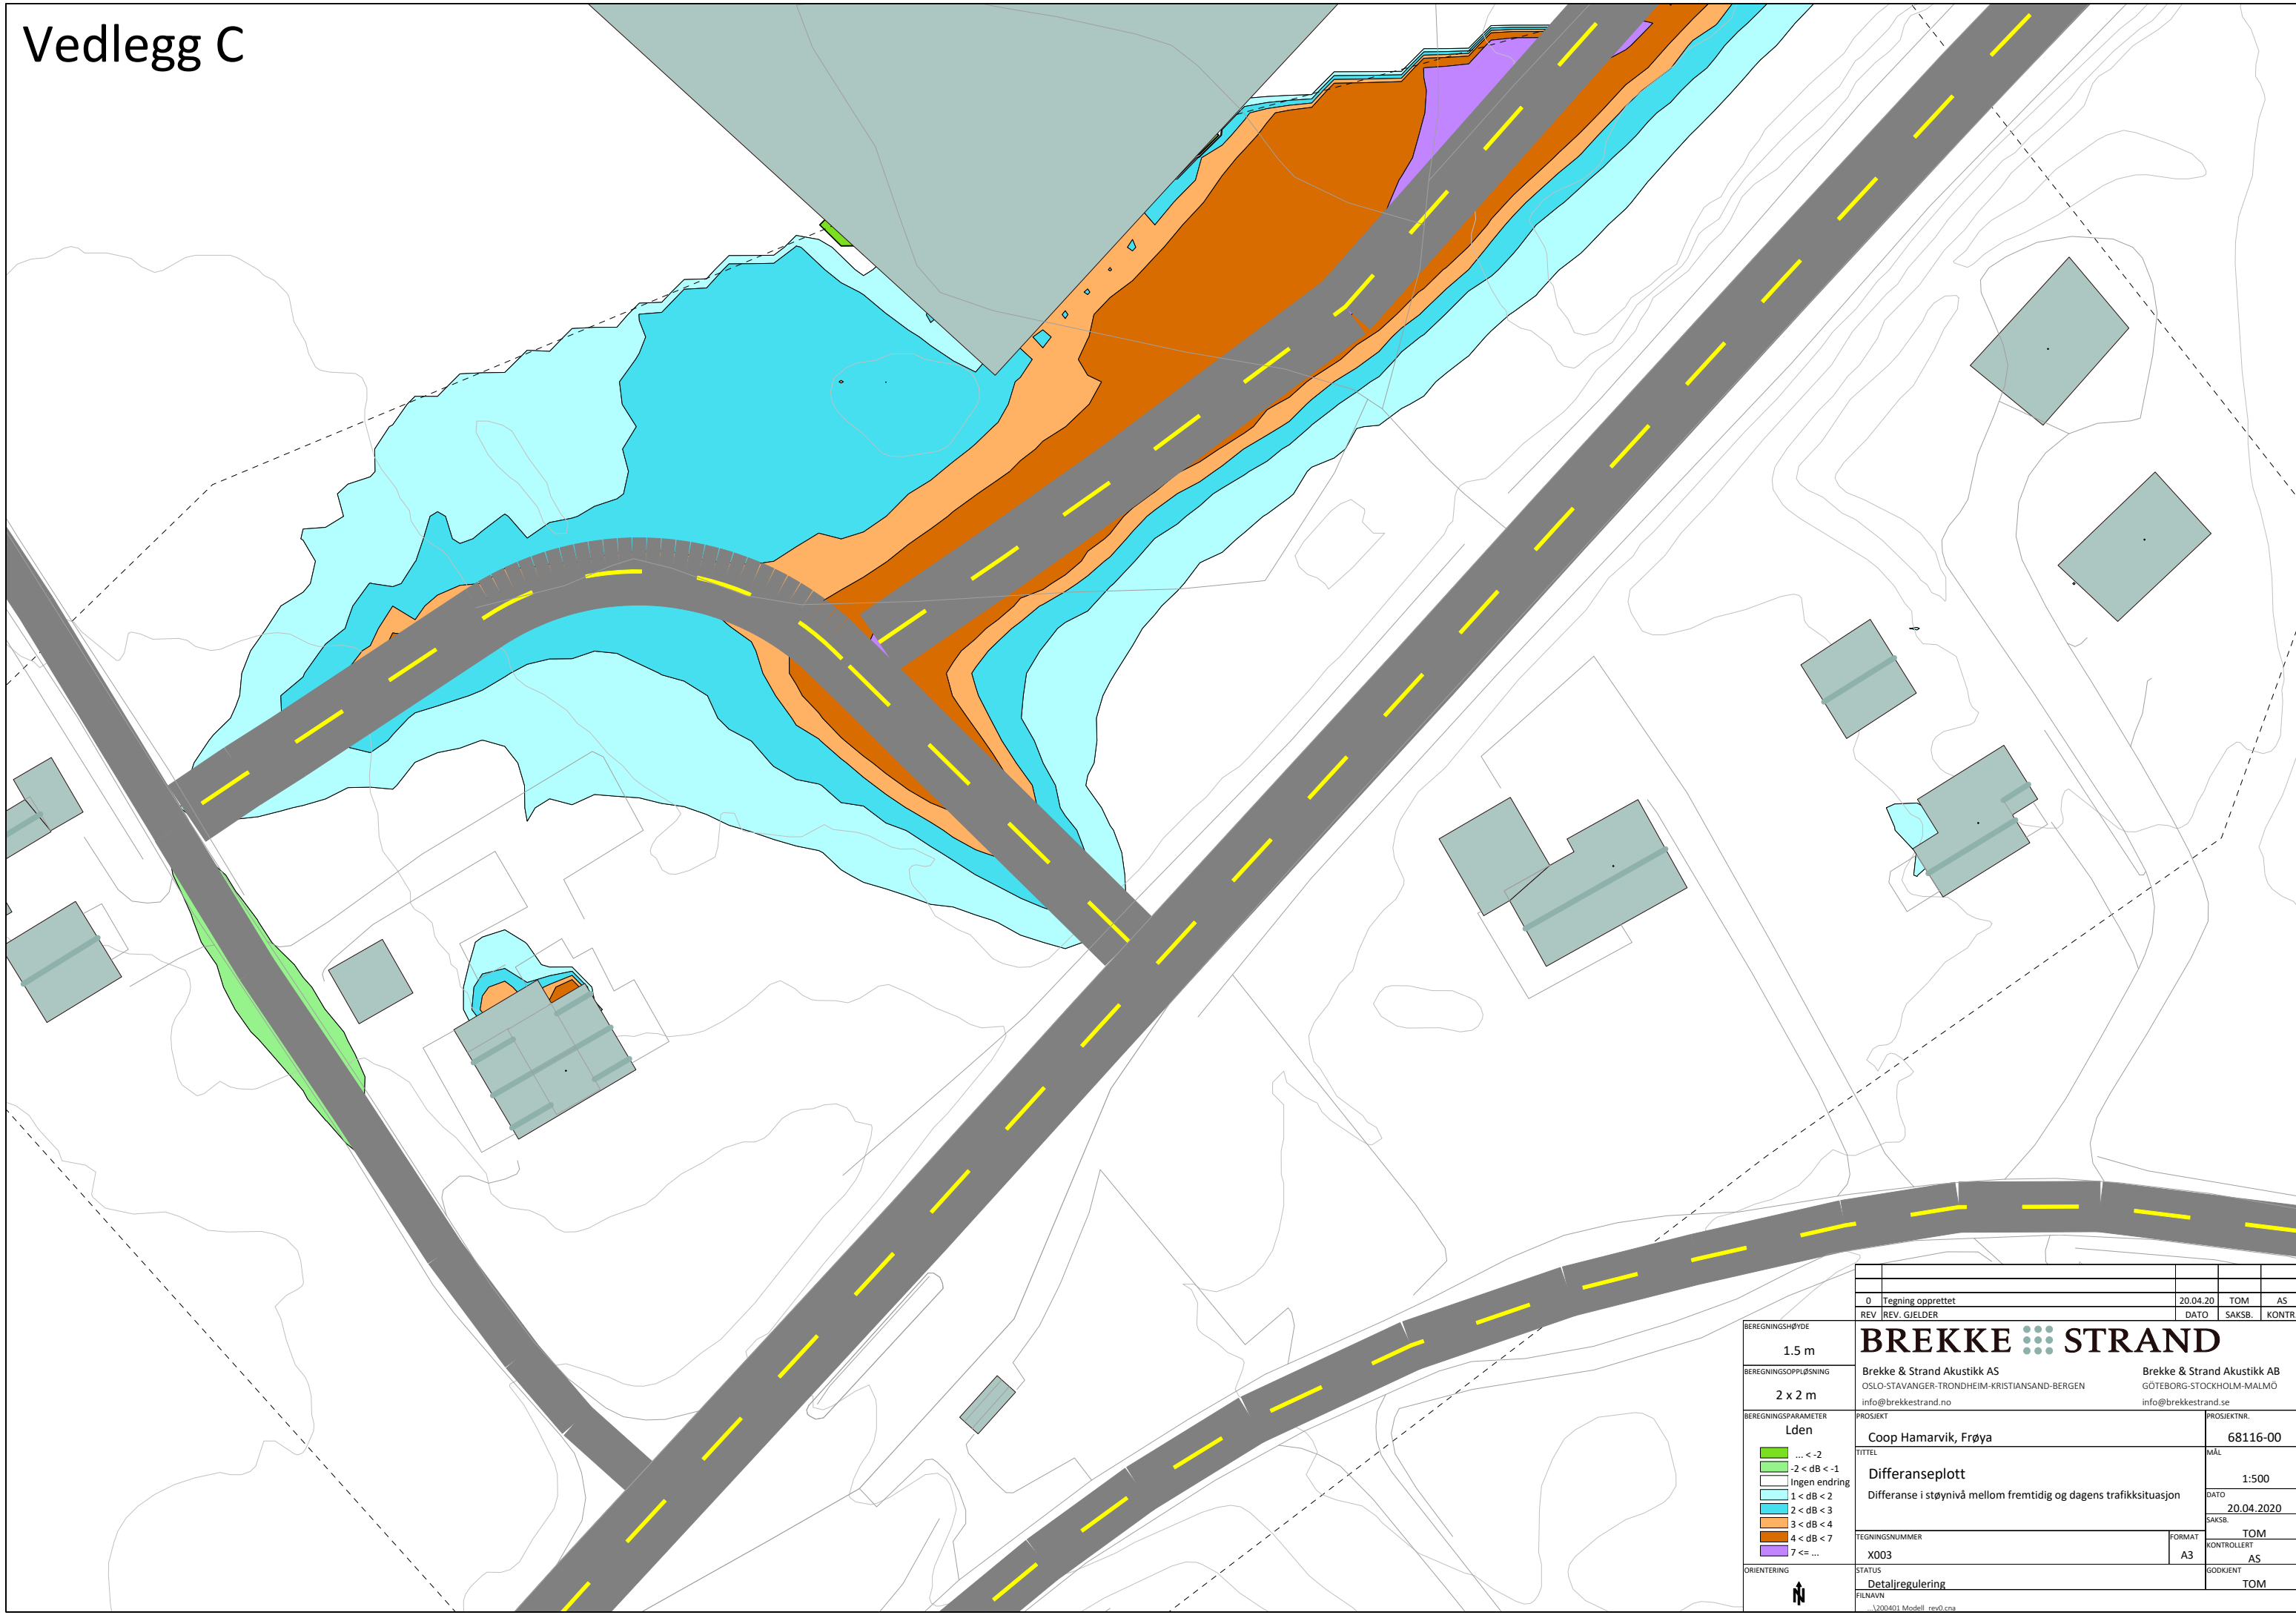 Vedlegg C
0 Tegning opprettet 20.04.20 TOM AS
REV REV. GJELDER DATO SAKSB. KONTR
BEREGNINGSHØYDE
1.5 m
BEREGNINGSOPPLØSNING
2 x 2 m
BEREGNINGSPARAMETER
Lden
... < -2
-2 < dB < -1
Ingen endring
1 < dB < 2
2 < dB < 3
3 < dB < 4
4 < dB < 7
7 <= ...
ORIENTERING
N
BREKKE STRAND
Brekke & Strand Akustikk AS
OSLO-STAVANGER-TRONDHEIM-KRISTIANSAND-BERGEN
info@brekkestrand.no
Brekke & Strand Akustikk AB
GÖTEBORG-STOCKHOLM-MALMÖ
info@brekkestrand.se
PROSJEKT
Coop Hamarvik, Frøya
PROSJEKTNR.
68116-00
TITTEL
Differanseplott
Differanse i støynivå mellom fremtidig og dagens trafikksituasjon
MÅL
1:500
DATO
20.04.2020
SAKSB.
TOM
TEGNINGSNUMMER
X003
FORMAT
A3
KONTROLLERT
AS
STATUS
Detaljregulering
GODKJENT
TOM
FILNAVN
...\200401 Modell_rev0.cna